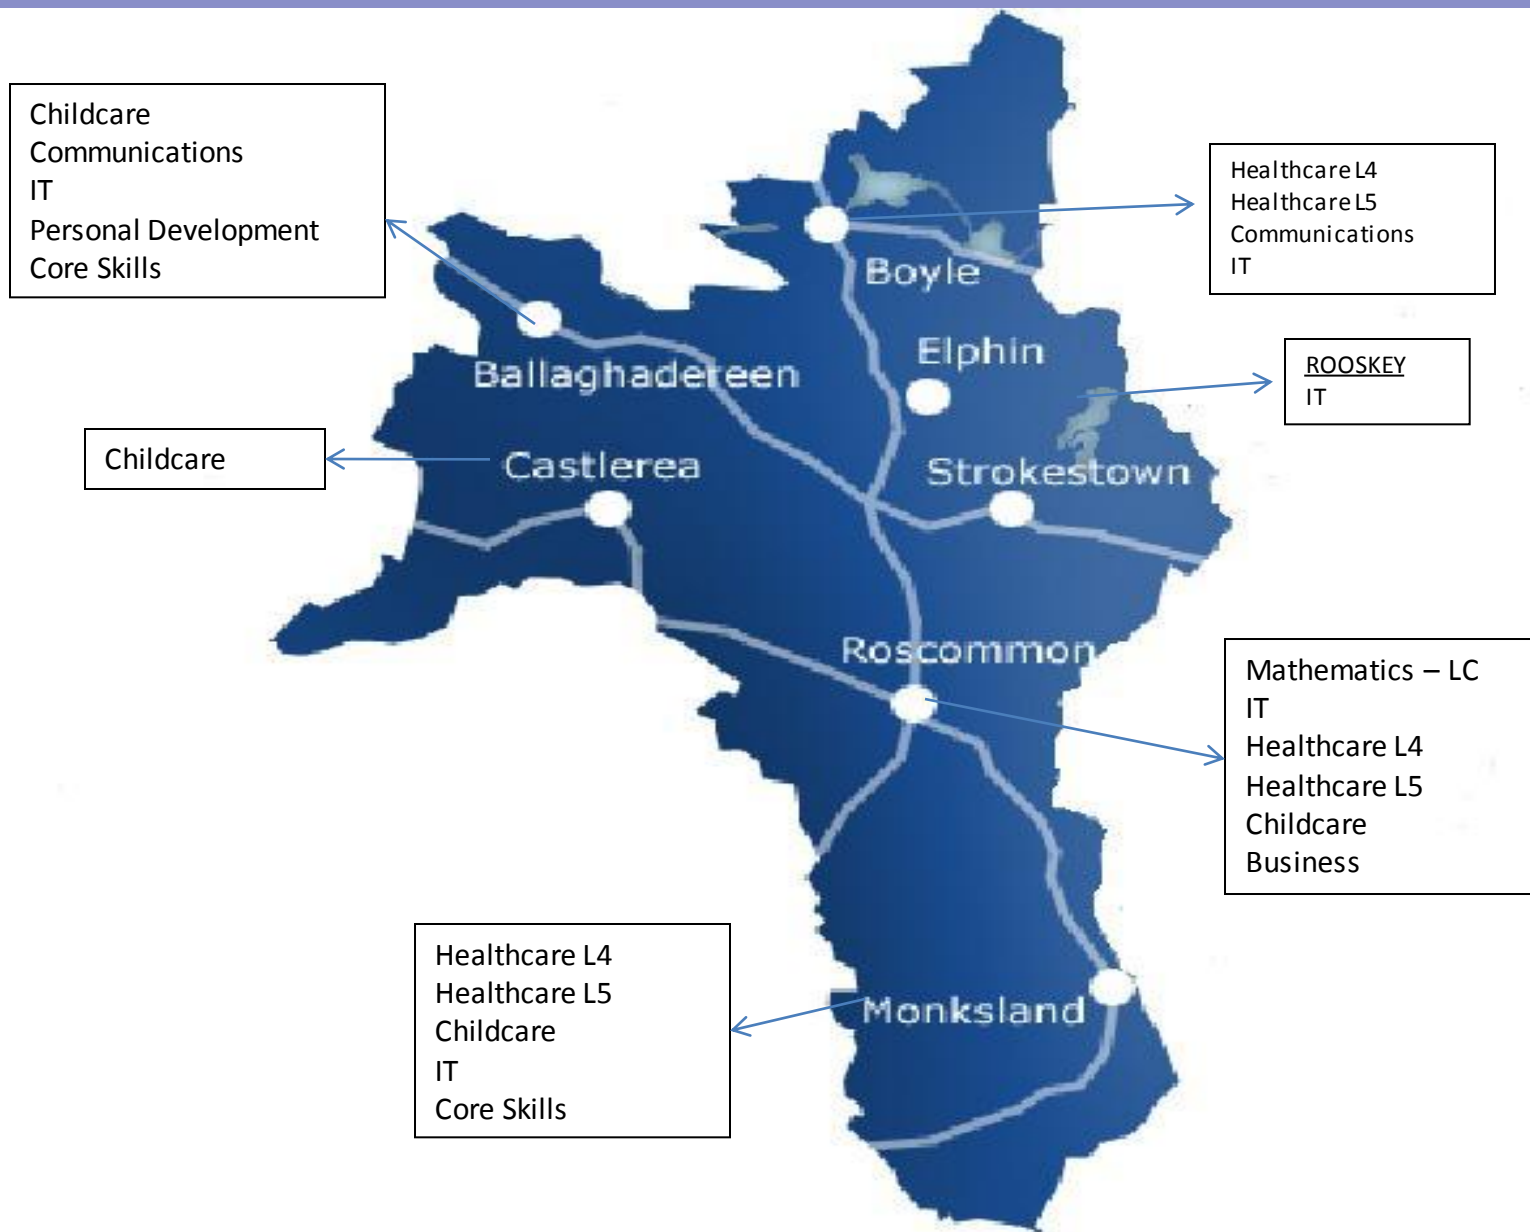 Childcare
Communications
IT
Personal Development
Core Skills
Healthcare L4
Healthcare L5
Communications
IT
Boyle
Elphin
Ballaghadereen
ROOSKEY
IT
Childcare
Castlerea
Strokestown
Roscommon
Mathematics – LC
IT
Healthcare L4
Healthcare L5
Childcare
Business
Healthcare L4
Healthcare L5
Childcare
IT
Core Skills
Monksland